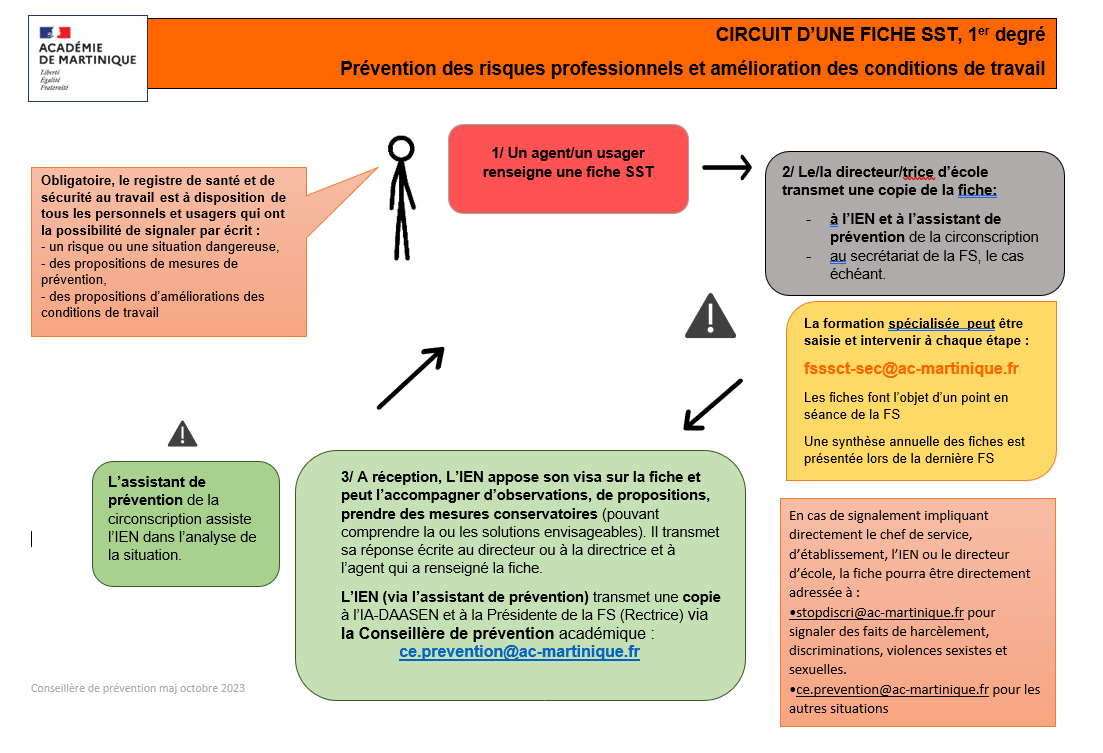 ACADÉMIE
DE MARTINIQUE
Liberté
Égalité
Fraternité
CIRCUIT D'UNE FICHE SST, 1er degré
Prévention des risques professionnels et amélioration des conditions de travail
1/ Un agent/un usager
renseigne une fiche SST
Obligatoire, le registre de santé et de
sécurité au travail est à disposition de
tous les personnels et usagers qui ont
la possibilité de signaler par écrit :
- un risque ou une situation dangereuse,
- des propositions de mesures de
prévention,
- des propositions d'améliorations des
conditions de travail
2/ Le/la directeur/trice d'école
transmet une copie de la fiche:
- à l'IEN et à l'assistant de
prévention de la circonscription
- au secrétariat de la FS, le cas
échéant.
La formation spécialisée peut être
saisie et intervenir à chaque étape :
fsssct-sec@ac-martinique.fr
Les fiches font l'objet d'un point en
séance de la FS
Une synthèse annuelle des fiches est
présentée lors de la dernière FS
L'assistant de
prévention de la
circonscription assiste
l'IEN dans l'analyse de
la situation.
3/ A réception, L'IEN appose son visa sur la fiche et
peut l'accompagner d'observations, de propositions,
prendre des mesures conservatoires (pouvant
comprendre la ou les solutions envisageables). Il transmet
sa réponse écrite au directeur ou à la directrice et à
l'agent qui a renseigné la fiche.
L'IEN (via l'assistant de prévention) transmet une copie
à l'IA-DAASEN et à la Présidente de la FS (Rectrice) via
la Conseillère de prévention académique :
ce.prevention@ac-martinique.fr
En cas de signalement impliquant
directement le chef de service,
d'établissement, l'IEN ou le directeur
d'école, la fiche pourra être directement
adressée à :
•stopdiscri@ac-martinique.fr pour
signaler des faits de harcèlement,
discriminations, violences sexistes et
sexuelles.
•ce.prevention@ac-martinique.fr pour les
autres situations
Conseillère de prévention maj octobre 2023